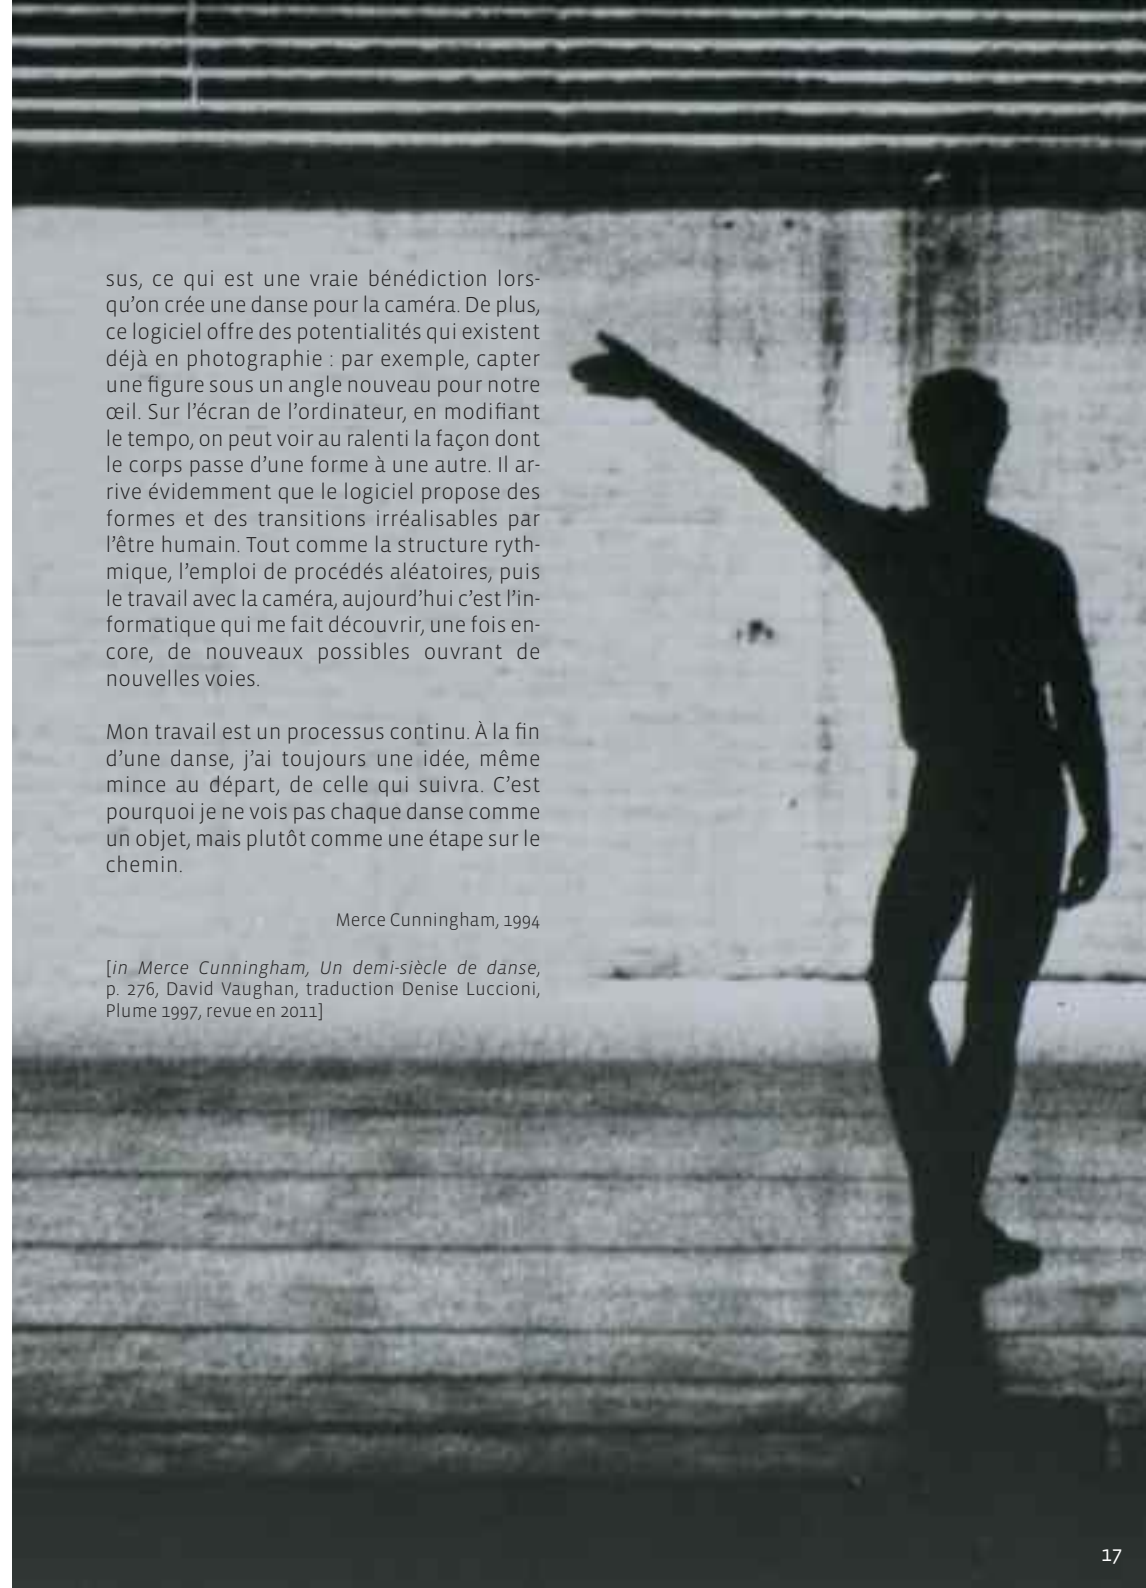 sus, ce qui est une vraie bénédiction lors-
qu’on crée une danse pour la caméra. De plus,
ce logiciel offre des potentialités qui existent
déjà en photographie : par exemple, capter
une figure sous un angle nouveau pour notre
œil. Sur l’écran de l’ordinateur, en modifiant
le tempo, on peut voir au ralenti la façon dont
le corps passe d’une forme à une autre. Il ar-
rive évidemment que le logiciel propose des
formes et des transitions irréalisables par
l’être humain. Tout comme la structure ryth-
mique, l’emploi de procédés aléatoires, puis
le travail avec la caméra, aujourd’hui c’est l’in-
formatique qui me fait découvrir, une fois en-
core, de nouveaux possibles ouvrant de
nouvelles voies.
Mon travail est un processus continu. À la fin
d’une danse, j’ai toujours une idée, même
mince au départ, de celle qui suivra. C’est
pourquoi je ne vois pas chaque danse comme
un objet, mais plutôt comme une étape sur le
chemin.
Merce Cunningham, 1994
[in Merce Cunningham, Un demi-siècle de danse,
p. 276, David Vaughan, traduction Denise Luccioni,
Plume 1997, revue en 2011]
17